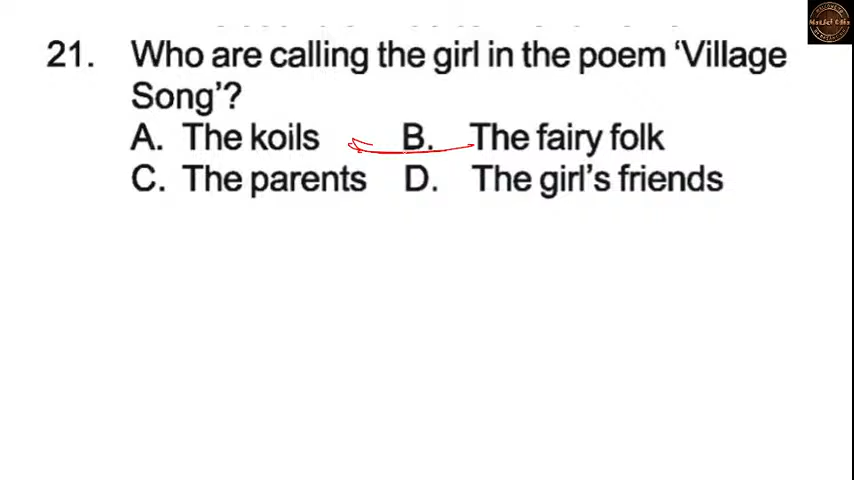 21. Who are calling the girl in the poem ‘Village
Song’?
A. The koils B. The fairy folk
C. The parents D. The girl’s friends